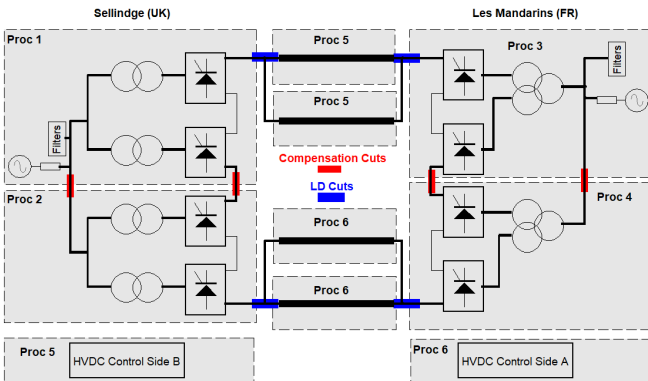 Sellindge (UK)
Les Mandarins (FR)
Proc 1
Proc 5
Proc 3
Filters
Proc 5
Filters
Compensation Cuts
LD Cuts
Proc 2
Proc 4
Proc 6
Proc 6
Proc 5
HVDC Control Side B
Proc 6
HVDC Control Side A